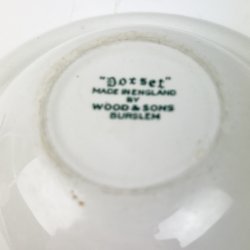 "Dorset"
MADE IN ENGLAND
BY
WOOD & SONS
BURSLEM